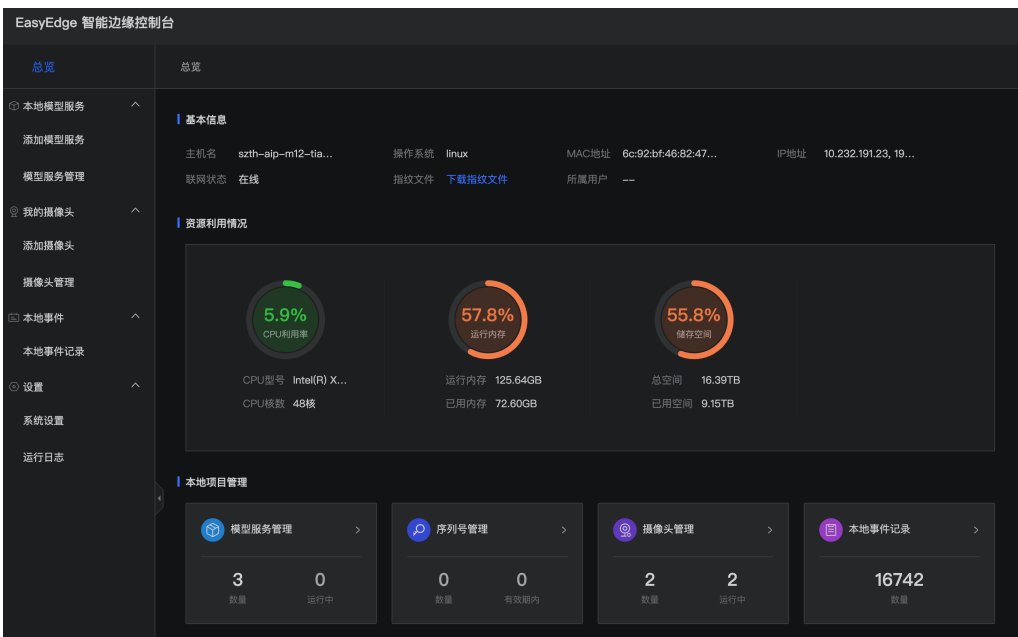 EasyEdge 智能边缘控制台
总览
总览
本地模型服务
添加模型服务
模型服务管理
我的摄像头
添加摄像头
摄像头管理
本地事件
本地事件记录
设置
系统设置
运行日志
基本信息
主机名 szth-aip-m12-tia... 操作系统 linux MAC地址 6c:92:bf:46:82:47... IP地址 10.232.191.23, 19...
联网状态 在线 指纹文件 下载指纹文件 所属用户 --
资源利用情况
5.9% 57.8% 55.8%
CPU利用率 运行内存 储存空间
CPU型号 Intel(R) X... 运行内存 125.64GB 总空间 16.39TB
CPU核数 48核 已用内存 72.60GB 已用空间 9.15TB
本地项目管理
模型服务管理 序列号管理 摄像头管理 本地事件记录
3 0 0 0 2 2 16742
数量 运行中 数量 有效期内 数量 运行中 数量